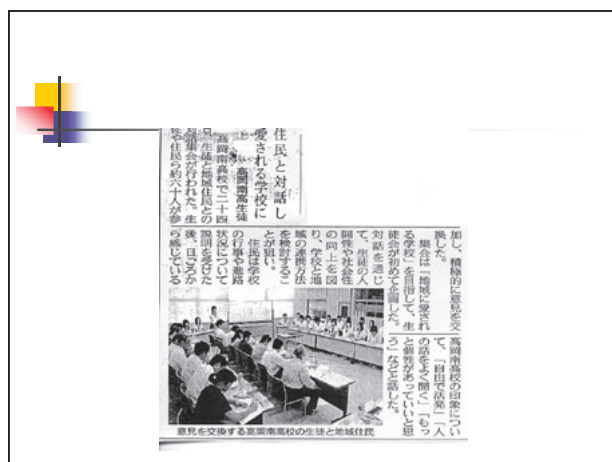 住民と対話し
愛される学校に
高岡南高生徒
高岡南高校で二十四
日、生徒と地域住民との
対話集会が行われた。生
徒や住民ら約六十人が参
加し、積極的に意見を交
換した。
集会は「地域に愛され
る学校」を目指して、生
徒会が初めて企画した。
対話を通じ
て、生徒の人
間性や社会性
の向上を図
り、学校と地
域の連携方法
を検討するこ
とが狙い。
住民は学校
の行事や進路
状況について
説明を受けた
後、日ごろか
ら感じている
高岡南高校の印象につい
て、「自由で活発」「人
の話をよく聞く」「もっ
と個性があっていいと思
う」などと話した。
意見を交換する高岡南高校の生徒と地域住民